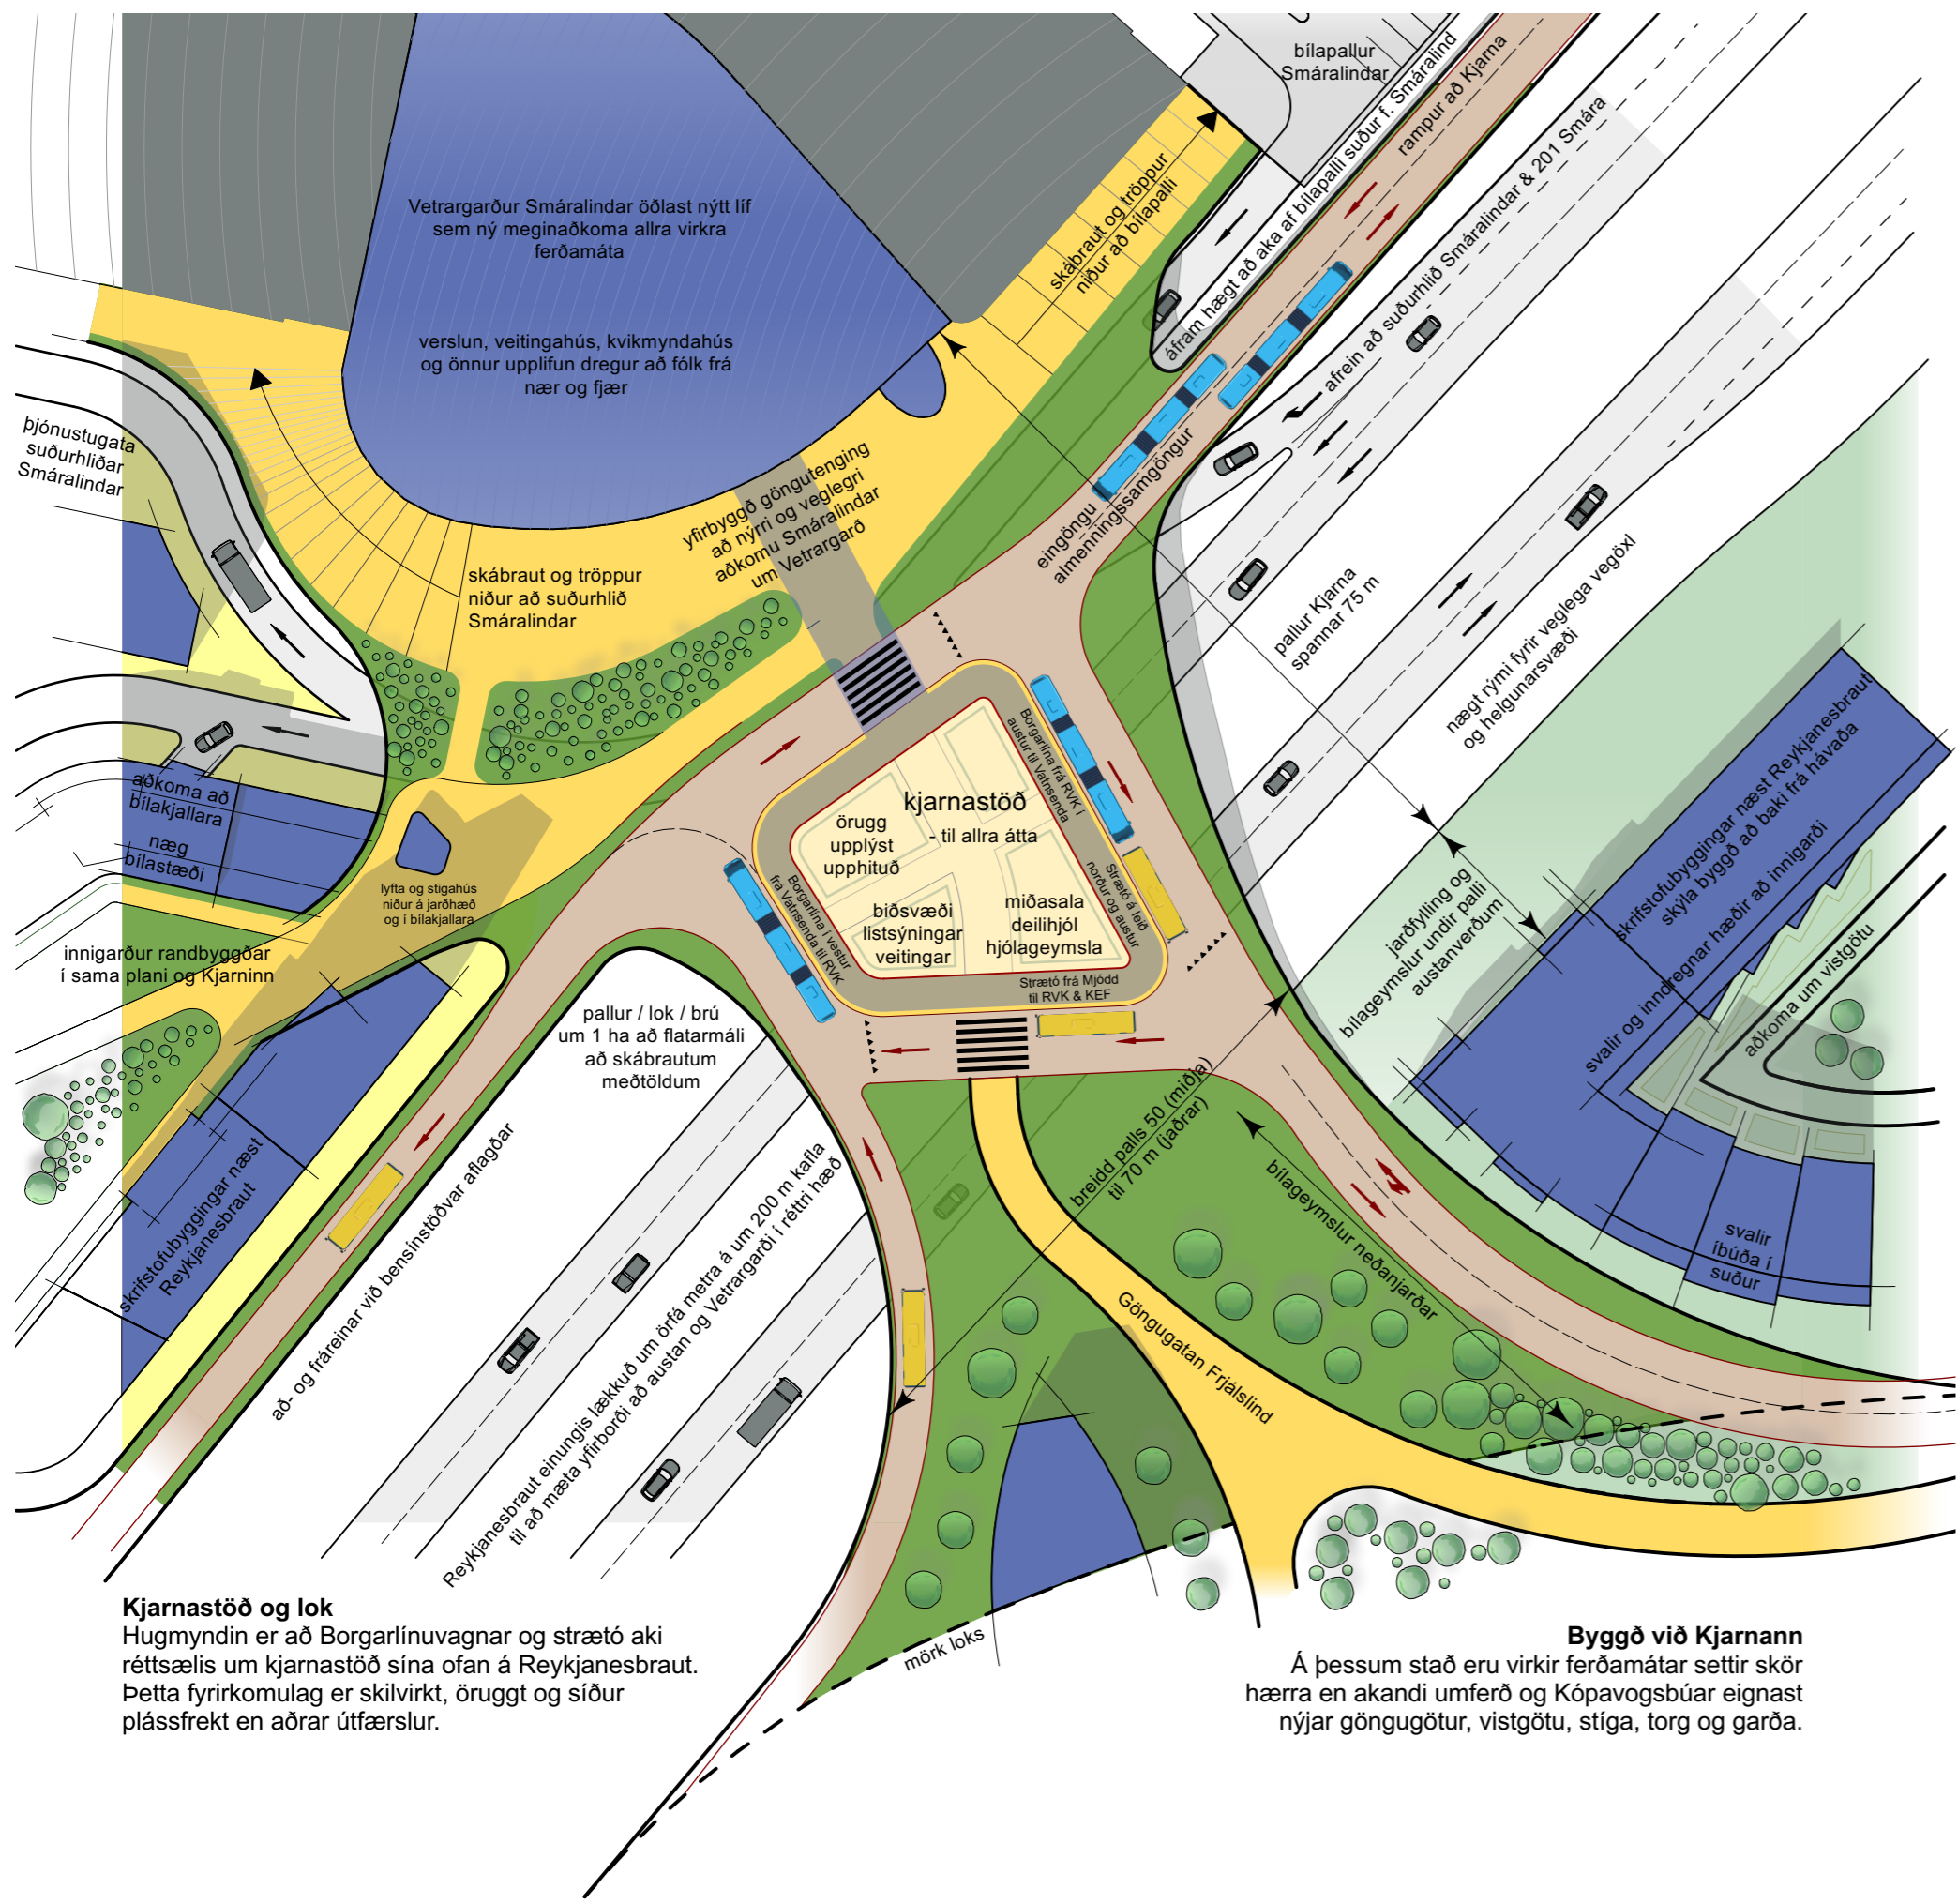 bílapallur
Smáralindar
áfram hægt að aka af bílapalli suður f. Smáralind
rampur að Kjarna
skábraut og tröppur
niður að bílapalli
Vetrargarður Smáralindar öðlast nýtt líf
sem ný meginaðkoma allra virkra
ferðamáta
verslun, veitingahús, kvikmyndahús
og önnur upplifun dregur að fólk frá
nær og fjær
afrein að suðurhlið Smáralindar & 201 Smára
þjónustugata
suðurhliðar
Smáralindar
yfirbyggð göngutenging
að nýrri og veglegri
aðkomu Smáralindar
um Vetrargarð
eingöngu
almenningssamgöngur
skábraut og tröppur
niður að suðurhlið
Smáralindar
pallur Kjarna
spannar 75 m
nægt rými fyrir veglega vegöxl
og helgunarsvæði
aðkoma að
bílakjallara
næg
bílastæði
lyfta og stigahús
niður á jarðhæð
og í bílakjallara
Borgarlína frá RVK í
austur til Vatnsenda
kjarnastöð
- til allra átta
örugg
upplýst
upphituð
biðsvæði
listsýningar
veitingar
miðasala
deilihjól
hjólageymsla
Strætó á leið
norður og austur
Borgarlína í vestur
frá Vatnsenda til RVK
Strætó frá Mjódd
til RVK & KEF
skrifstofubyggingar næst Reykjanesbraut
skýla byggð að baki frá hávaða
svalir og inndregnar hæðir að innigarði
jarðfylling og
bílageymslur undir palli
austanverðum
aðkoma um vistgötu
innigarður randbyggðar
í sama plani og Kjarninn
pallur / lok / brú
um 1 ha að flatarmáli
að skábrautum
meðtöldum
breidd palls 50 (miðja)
til 70 m (jaðrar)
bílageymslur neðanjarðar
skrifstofubyggingar næst
Reykjanesbraut
að- og fráreinar við bensínstöðvar aflagðar
Reykjanesbraut einungis lækkuð um örfá metra á um 200 m kafla
til að mæta yfirborði að austan og Vetrargarði í réttri hæð
svalir
íbúða í
suður
Göngugatan Frjálslind
mörk loks
Kjarnastöð og lok
Hugmyndin er að Borgarlínuvagnar og strætó aki
réttsælis um kjarnastöð sína ofan á Reykjanesbraut.
Þetta fyrirkomulag er skilvirkt, öruggt og síður
plássfrekt en aðrar útfærslur.
Byggð við Kjarnann
Á þessum stað eru virkir ferðamátar settir skör
hærra en akandi umferð og Kópavogsbúar eignast
nýjar göngugötur, vistgötu, stíga, torg og garða.